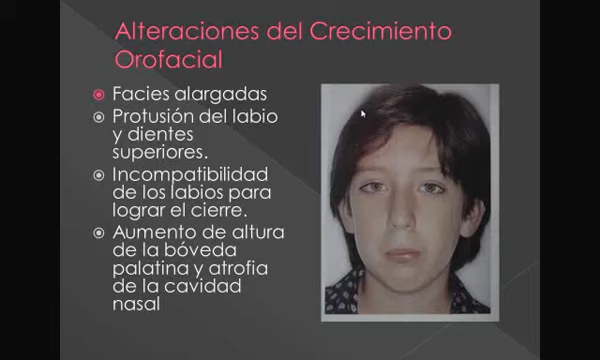 Alteraciones del Crecimiento
Orofacial
Facies alargadas
Protusión del labio
y dientes
superiores.
Incompatibilidad
de los labios para
lograr el cierre.
Aumento de altura
de la bóveda
palatina y atrofia
de la cavidad
nasal